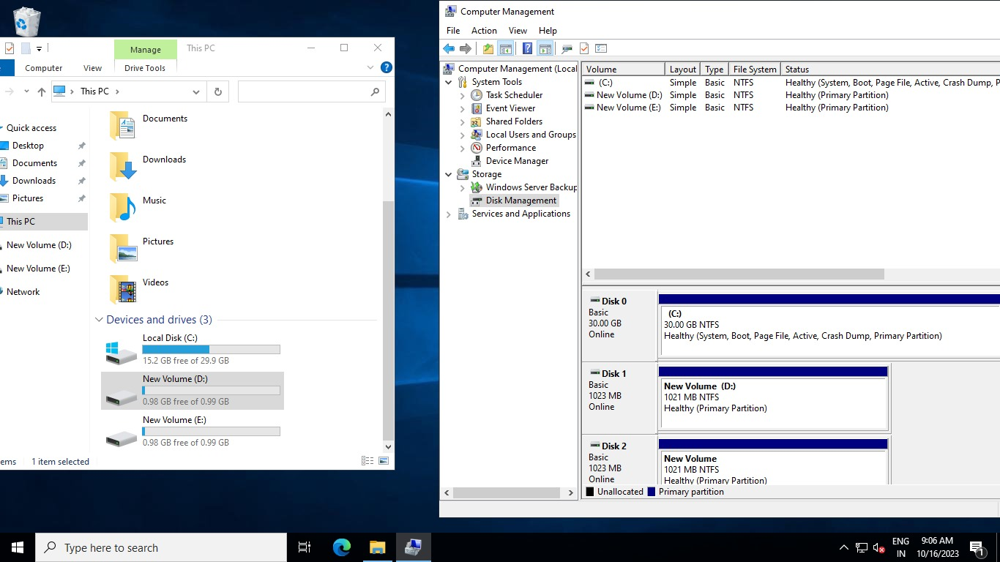 Manage
This PC
Computer
View
Drive Tools
This PC
Quick access
Desktop
Documents
Downloads
Pictures
This PC
New Volume (D:)
New Volume (E:)
Network
Documents
Downloads
Music
Pictures
Videos
Devices and drives (3)
Local Disk (C:)
15.2 GB free of 29.9 GB
New Volume (D:)
0.98 GB free of 0.99 GB
New Volume (E:)
0.98 GB free of 0.99 GB
ems 1 item selected
Computer Management
File Action View Help
Computer Management (Local
System Tools
Task Scheduler
Event Viewer
Shared Folders
Local Users and Groups
Performance
Device Manager
Storage
Windows Server Backup
Disk Management
Services and Applications
Volume Layout Type File System Status
(C:) Simple Basic NTFS Healthy (System, Boot, Page File, Active, Crash Dump, P
New Volume (D:) Simple Basic NTFS Healthy (Primary Partition)
New Volume (E:) Simple Basic NTFS Healthy (Primary Partition)
Disk 0
Basic
30.00 GB
Online
(C:)
30.00 GB NTFS
Healthy (System, Boot, Page File, Active, Crash Dump, Primary Partition)
Disk 1
Basic
1023 MB
Online
New Volume (D:)
1021 MB NTFS
Healthy (Primary Partition)
Disk 2
Basic
1023 MB
Online
New Volume
1021 MB NTFS
Healthy (Primary Partition)
Unallocated Primary partition
Type here to search
ENG
IN
9:06 AM
10/16/2023
1